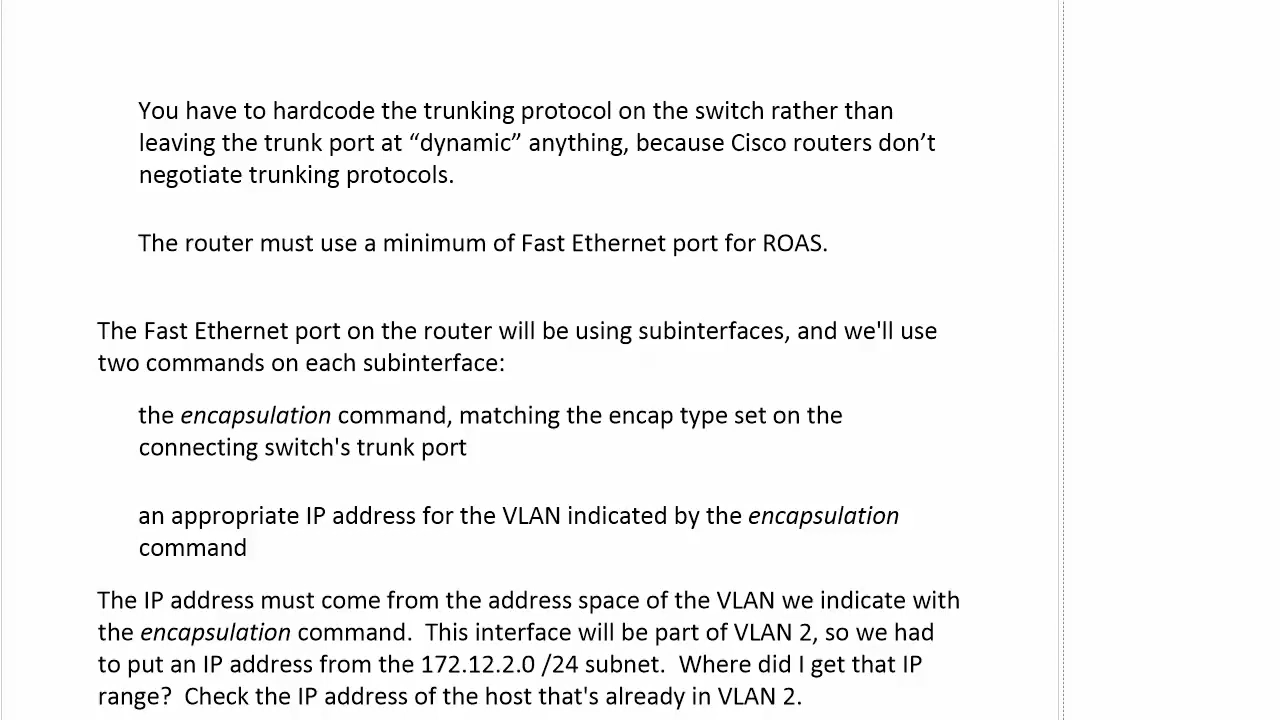 You have to hardcode the trunking protocol on the switch rather than
leaving the trunk port at “dynamic” anything, because Cisco routers don’t
negotiate trunking protocols.
The router must use a minimum of Fast Ethernet port for ROAS.
The Fast Ethernet port on the router will be using subinterfaces, and we'll use
two commands on each subinterface:
the encapsulation command, matching the encap type set on the
connecting switch's trunk port
an appropriate IP address for the VLAN indicated by the encapsulation
command
The IP address must come from the address space of the VLAN we indicate with
the encapsulation command.  This interface will be part of VLAN 2, so we had
to put an IP address from the 172.12.2.0 /24 subnet.  Where did I get that IP
range?  Check the IP address of the host that's already in VLAN 2.